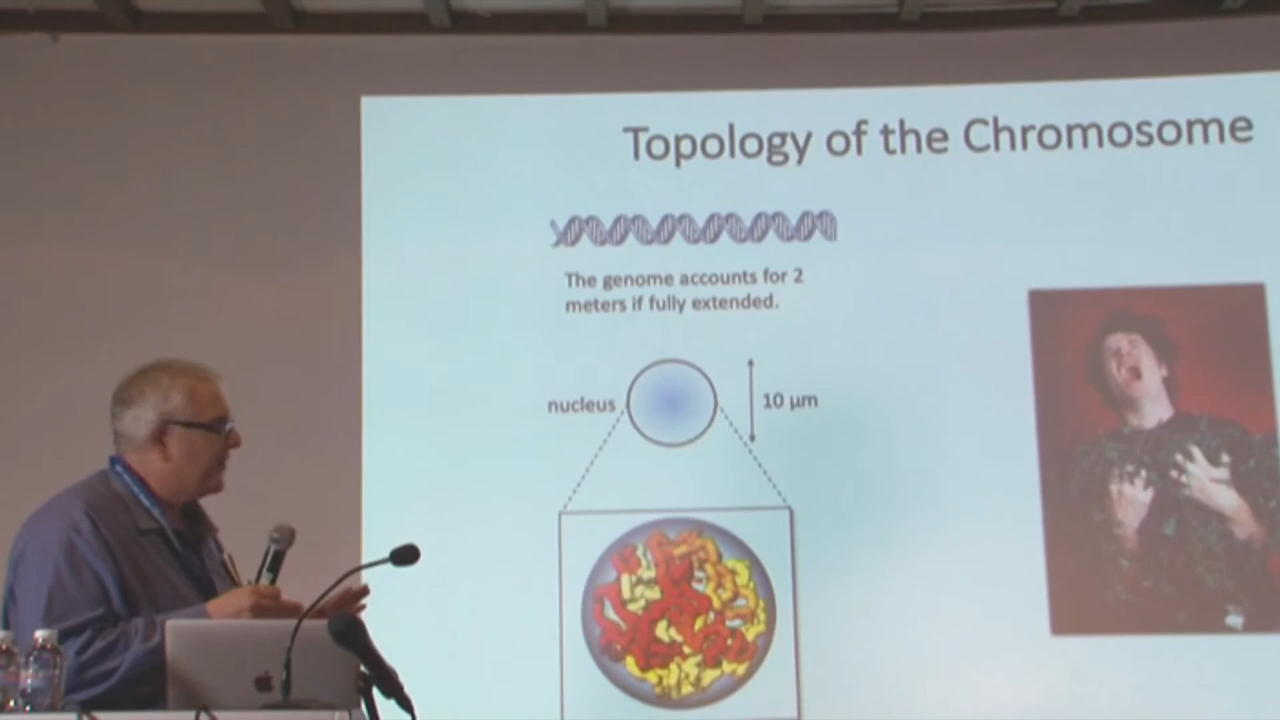 Topology of the Chromosome
The genome accounts for 2
meters if fully extended.
nucleus
10 μm